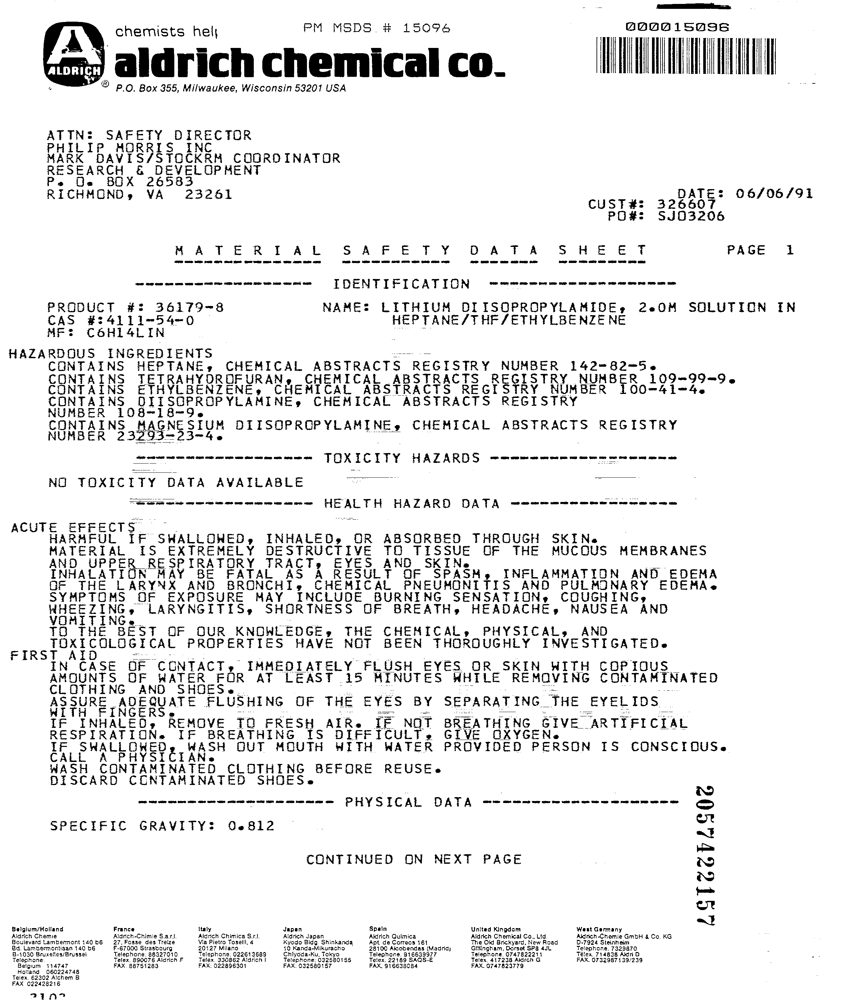 chemists hel
PM MSDS # 15096
000015096
ALDRICH
aldrich chemical co.
P.O. Box 355, Milwaukee, Wisconsin 53201 USA
ATTN: SAFETY DIRECTOR
PHILIP MORRIS INC
MARK DAVIS/STOCKRM COORDINATOR
RESEARCH & DEVELOPMENT
P. O. BOX 26583
RICHMOND, VA 23261
DATE: 06/06/91
CUST#: 326607
PO#: SJ03206
MATERIAL SAFETY DATA SHEET PAGE 1
------------------ IDENTIFICATION ------------------
PRODUCT #: 36179-8 NAME: LITHIUM DIISOPROPYLAMIDE, 2.0M SOLUTION IN
CAS #:4111-54-0 HEPTANE/THF/ETHYLBENZENE
MF: C6H14LIN
HAZARDOUS INGREDIENTS
CONTAINS HEPTANE, CHEMICAL ABSTRACTS REGISTRY NUMBER 142-82-5.
CONTAINS TETRAHYDROFURAN, CHEMICAL ABSTRACTS REGISTRY NUMBER 109-99-9.
CONTAINS ETHYLBENZENE, CHEMICAL ABSTRACTS REGISTRY NUMBER 100-41-4.
CONTAINS DIISOPROPYLAMINE, CHEMICAL ABSTRACTS REGISTRY
NUMBER 108-18-9.
CONTAINS MAGNESIUM DIISOPROPYLAMINE, CHEMICAL ABSTRACTS REGISTRY
NUMBER 23293-23-4.
------------------ TOXICITY HAZARDS ------------------
NO TOXICITY DATA AVAILABLE
------------------ HEALTH HAZARD DATA ------------------
ACUTE EFFECTS
HARMFUL IF SWALLOWED, INHALED, OR ABSORBED THROUGH SKIN.
MATERIAL IS EXTREMELY DESTRUCTIVE TO TISSUE OF THE MUCOUS MEMBRANES
AND UPPER RESPIRATORY TRACT, EYES AND SKIN.
INHALATION MAY BE FATAL AS A RESULT OF SPASM, INFLAMMATION AND EDEMA
OF THE LARYNX AND BRONCHI, CHEMICAL PNEUMONITIS AND PULMONARY EDEMA.
SYMPTOMS OF EXPOSURE MAY INCLUDE BURNING SENSATION, COUGHING,
WHEEZING, LARYNGITIS, SHORTNESS OF BREATH, HEADACHE, NAUSEA AND
VOMITING.
TO THE BEST OF OUR KNOWLEDGE, THE CHEMICAL, PHYSICAL, AND
TOXICOLOGICAL PROPERTIES HAVE NOT BEEN THOROUGHLY INVESTIGATED.
FIRST AID
IN CASE OF CONTACT, IMMEDIATELY FLUSH EYES OR SKIN WITH COPIOUS
AMOUNTS OF WATER FOR AT LEAST 15 MINUTES WHILE REMOVING CONTAMINATED
CLOTHING AND SHOES.
ASSURE ADEQUATE FLUSHING OF THE EYES BY SEPARATING THE EYELIDS
WITH FINGERS.
IF INHALED, REMOVE TO FRESH AIR. IF NOT BREATHING GIVE ARTIFICIAL
RESPIRATION. IF BREATHING IS DIFFICULT, GIVE OXYGEN.
IF SWALLOWED, WASH OUT MOUTH WITH WATER PROVIDED PERSON IS CONSCIOUS.
CALL A PHYSICIAN.
WASH CONTAMINATED CLOTHING BEFORE REUSE.
DISCARD CONTAMINATED SHOES.
------------------ PHYSICAL DATA ------------------
SPECIFIC GRAVITY: 0.812
CONTINUED ON NEXT PAGE
2057422157
Belgium/Holland
Aldrich Chemie
Boulevard Lambermont 140 b6
Bd. Lambermontlaan 140 b6
B-1030 Bruxelles/Brussel
Telephone
Belgium 114747
Holland 060224748
Telex. 62302 Alchem B
FAX 022428216
France
Aldrich-Chimie S.a.r.l.
27, Fosse des Treize
F-67000 Strasbourg
Telephone. 88327010
Telex. 890076 Aldrich F
FAX. 88751283
Italy
Aldrich Chimica S.r.l.
Via Pietro Toselli, 4
20127 Milano
Telephone. 022613689
Telex. 330862 Aldrich I
FAX. 022896301
Japan
Aldrich Japan
Kyodo Bldg Shinkanda
10 Kanda-Mikuracho
Chiyoda-Ku, Tokyo
Telephone. 032580155
FAX. 032580157
Spain
Aldrich Quimica
Apt. de Correos 161
28100 Alcobendas (Madrid)
Telephone. 916639977
Telex. 22189 SAQS-E
FAX. 916638084
United Kingdom
Aldrich Chemical Co., Ltd
The Old Brickyard, New Road
Gillingham, Dorset SP8 4JL
Telephone. 0747822211
Telex. 417238 Aldrich G
FAX. 0747823779
West Germany
Aldrich-Chemie GmbH & Co. KG
D-7924 Steinheim
Telephone. 7329870
Telex. 714838 Aldri D
FAX. 0732987139/239